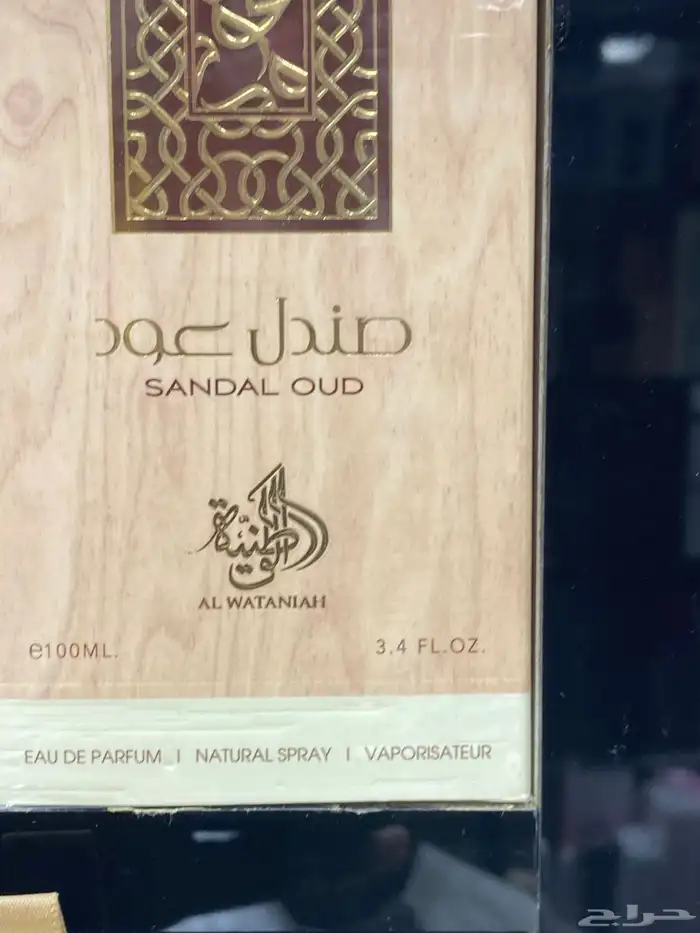 صندل عود
SANDAL OUD
الوطنية
AL WATANIAH
e100ML.
3.4 FL.OZ.
EAU DE PARFUM | NATURAL SPRAY | VAPORISATEUR
حراج